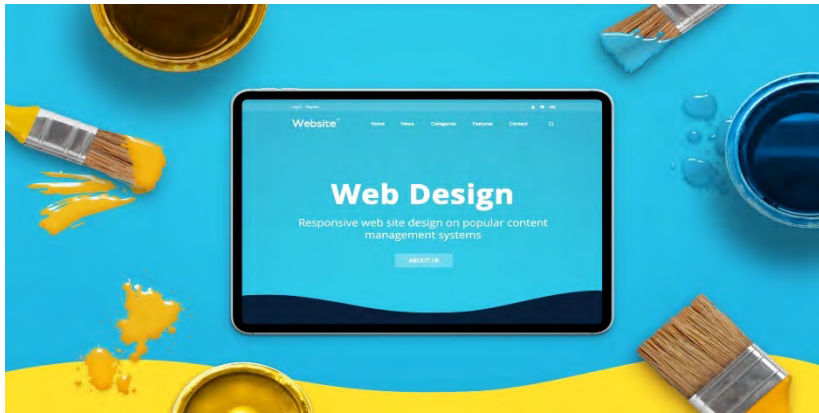 Website
Home News Categories Features Contact
Web Design
Responsive web site design on popular content
management systems
ABOUT US